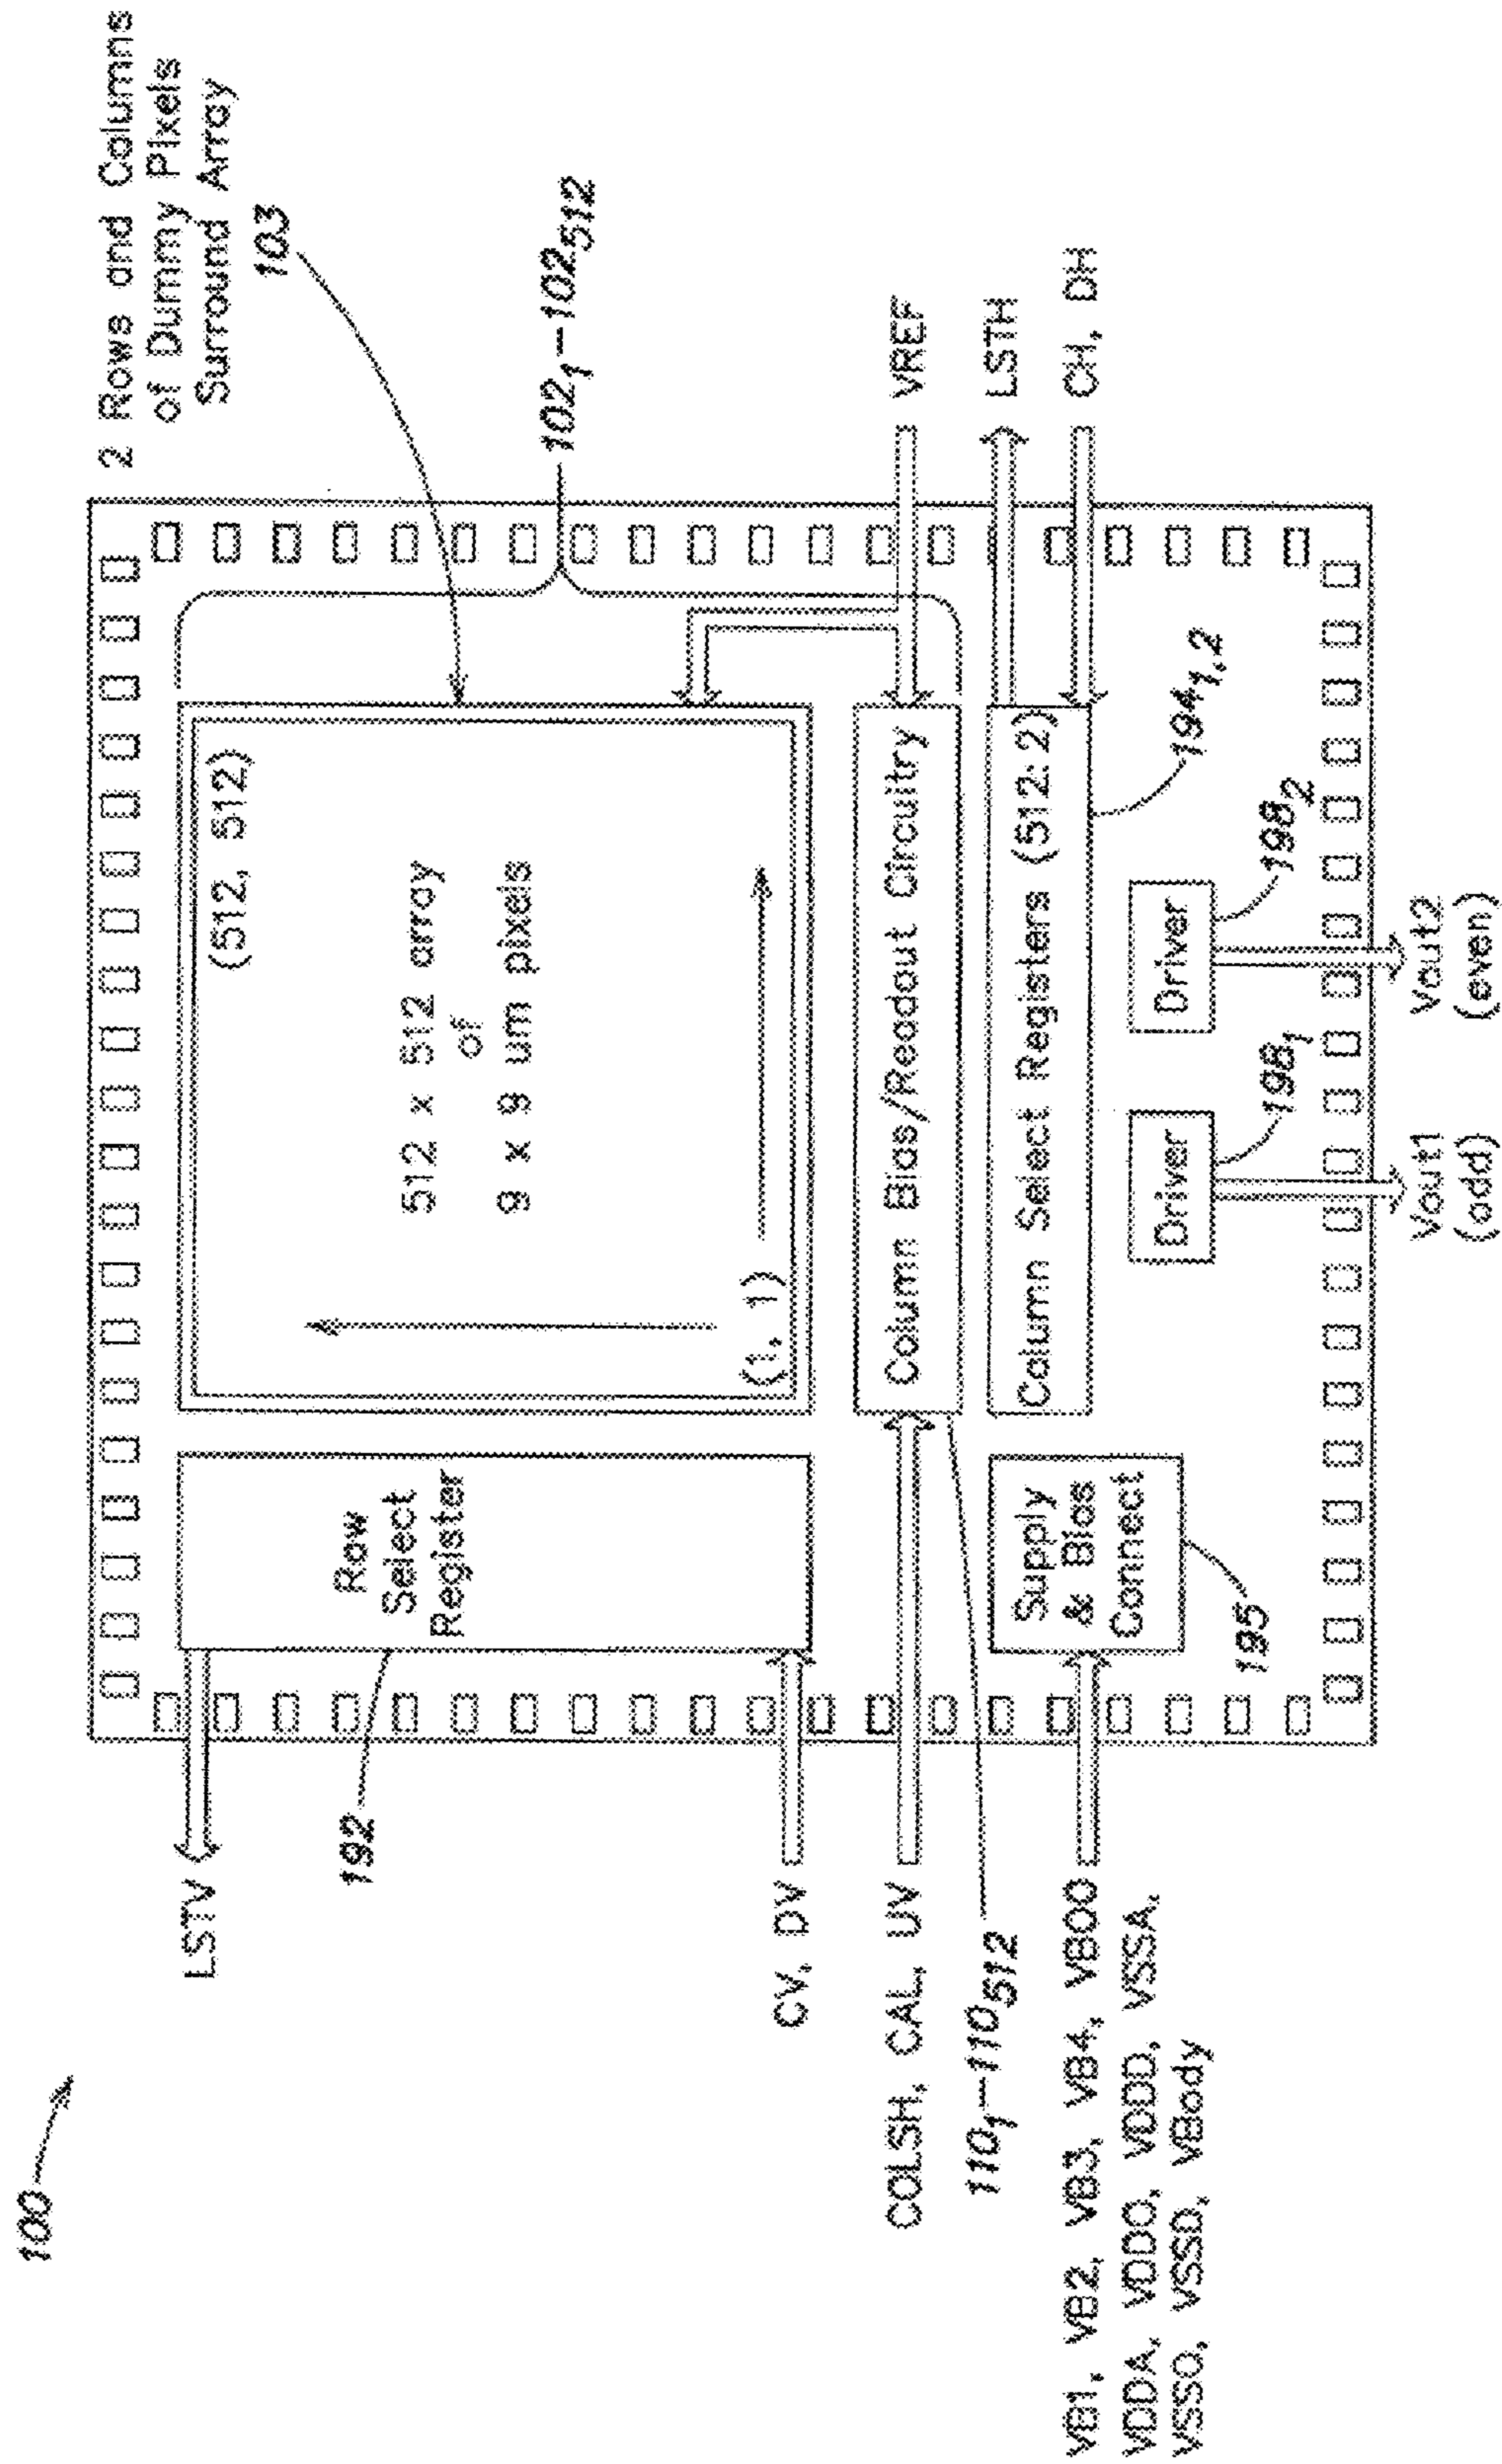 100
2 Rows and Columns
of Dummy Pixels
Surround Array
103
102₁–102₅₁₂
LSTV
192
Row
Select
Register
(512, 512)
512 x 512 array
of
9 x 9 um pixels
(1, 1)
CV, DV
COLSH, CAL, UV
110₁–110₅₁₂
Column Bias/Readout Circuitry
VREF
Column Select Registers (512:2)
LSTH
CH, DH
194₁,₂
VB1, VB2, VB3, VB4, VB00
VDDA, VDDO, VDDD, VSSA,
VSSO, VSSD, VBody
Supply
& Bias
Connect
195
Driver
198₁
Driver
198₂
Vout1
(odd)
Vout2
(even)